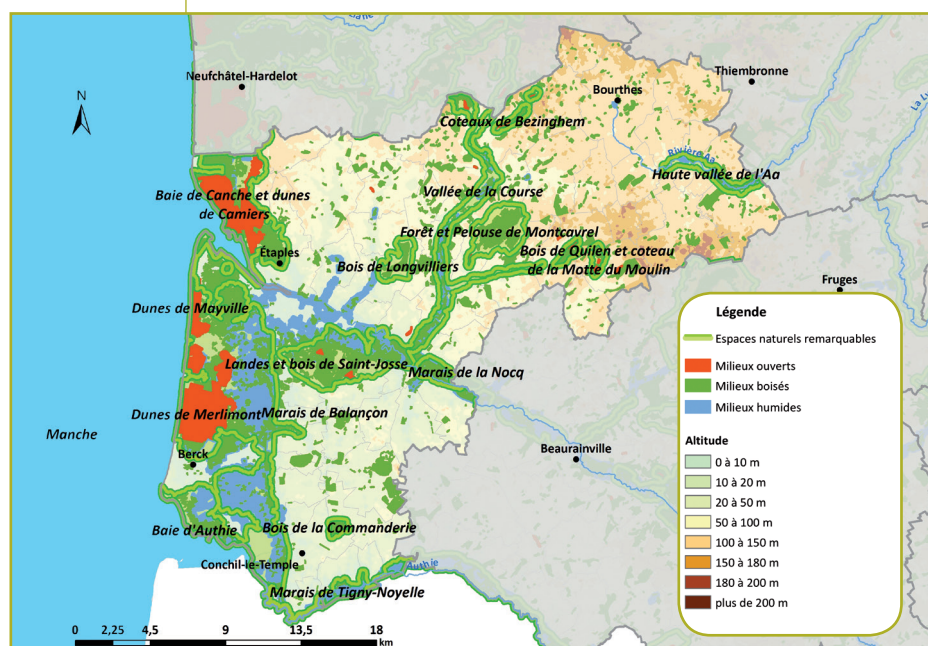 Liane
Neufchâtel-Hardelot
Thiembronne
N
Bourthes
La Lys
Coteaux de Bezinghem
Rivière Aa
Haute vallée de l'Aa
Vallée de la Course
Baie de Canche et dunes
de Camiers
Forêt et Pelouse de Montcavrel
Étaples
Bois de Longvilliers
Bois de Quilen et coteau
de la Motte du Moulin
Fruges
Dunes de Mayville
Landes et bois de Saint-Josse
Marais de la Nocq
Dunes de Merlimont
Marais de Balançon
Manche
Berck
Beaurainville
Baie d'Authie
Bois de la Commanderie
Conchil-le-Temple
Authie
Marais de Tigny-Noyelle
Légende
Espaces naturels remarquables
Milieux ouverts
Milieux boisés
Milieux humides
Altitude
0 à 10 m
10 à 20 m
20 à 50 m
50 à 100 m
100 à 150 m
150 à 180 m
180 à 200 m
plus de 200 m
0 2,25 4,5 9 13,5 18
km